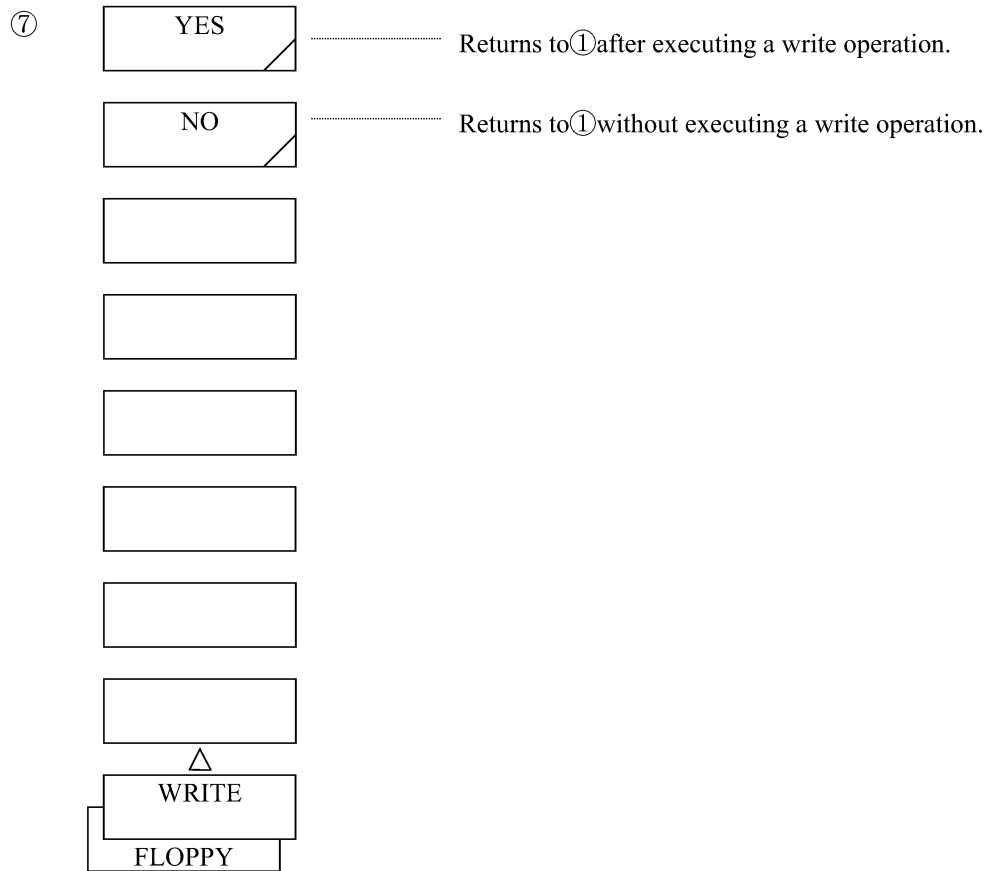 ⑦
YES
Returns to①after executing a write operation.
NO
Returns to①without executing a write operation.
WRITE
FLOPPY